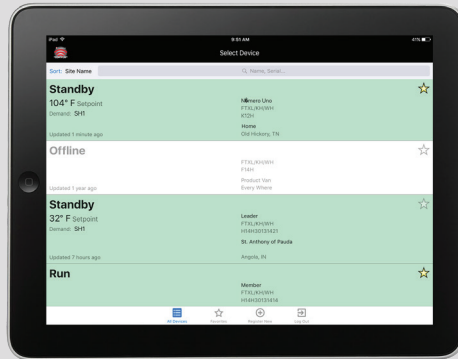 iPad
9:51 AM
41%
Select Device
Sort: Site Name
Name, Serial...
Standby
104° F Setpoint
Demand: SH1
Updated 1 minute ago
Número Uno
FTXL/KH/WH
K12H
Home
Old Hickory, TN
Offline
Updated 1 year ago
FTXL/KH/WH
F14H
Product Van
Every Where
Standby
32° F Setpoint
Demand: SH1
Updated 7 hours ago
Leader
FTXL/KH/WH
H14H30131421
St. Anthony of Pauda
Angola, IN
Run
Member
FTXL/KH/WH
H14H30131414
All Devices
Favorites
Register New
Log Out